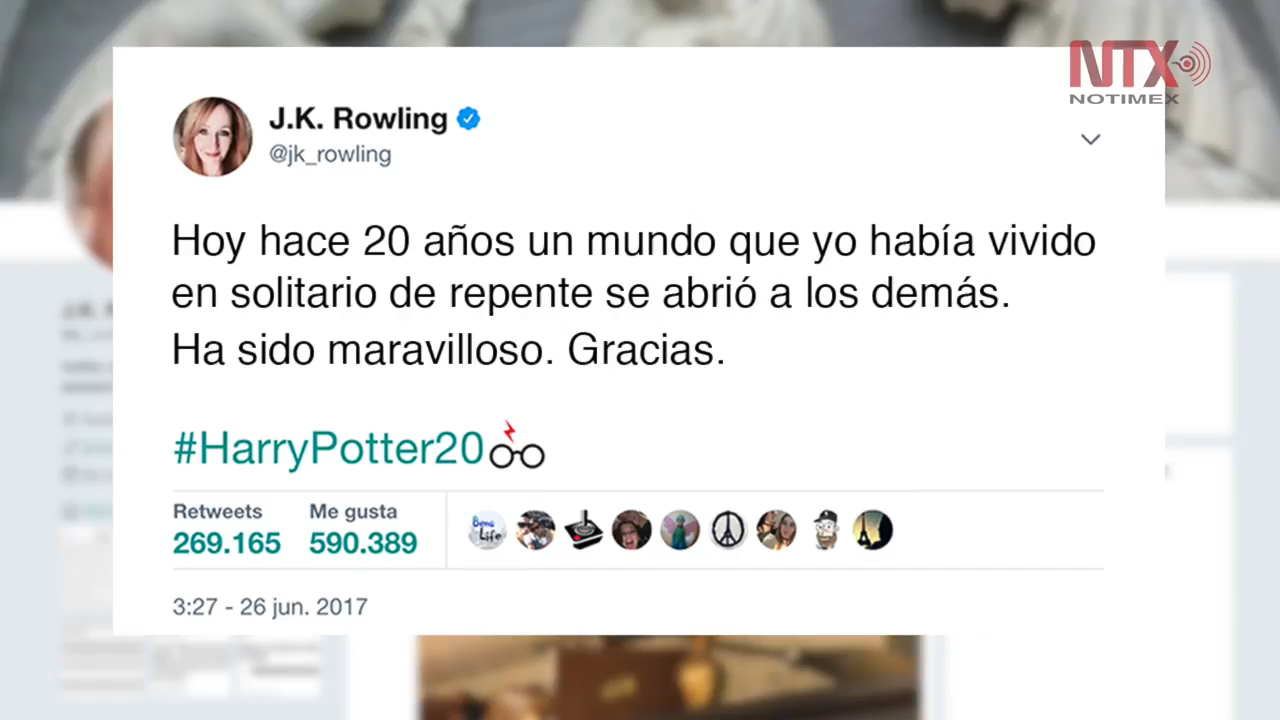 NTX
NOTIMEX
J.K. Rowling
@jk_rowling
Hoy hace 20 años un mundo que yo había vivido
en solitario de repente se abrió a los demás.
Ha sido maravilloso. Gracias.
#HarryPotter20
Retweets Me gusta
269.165 590.389
3:27 - 26 jun. 2017